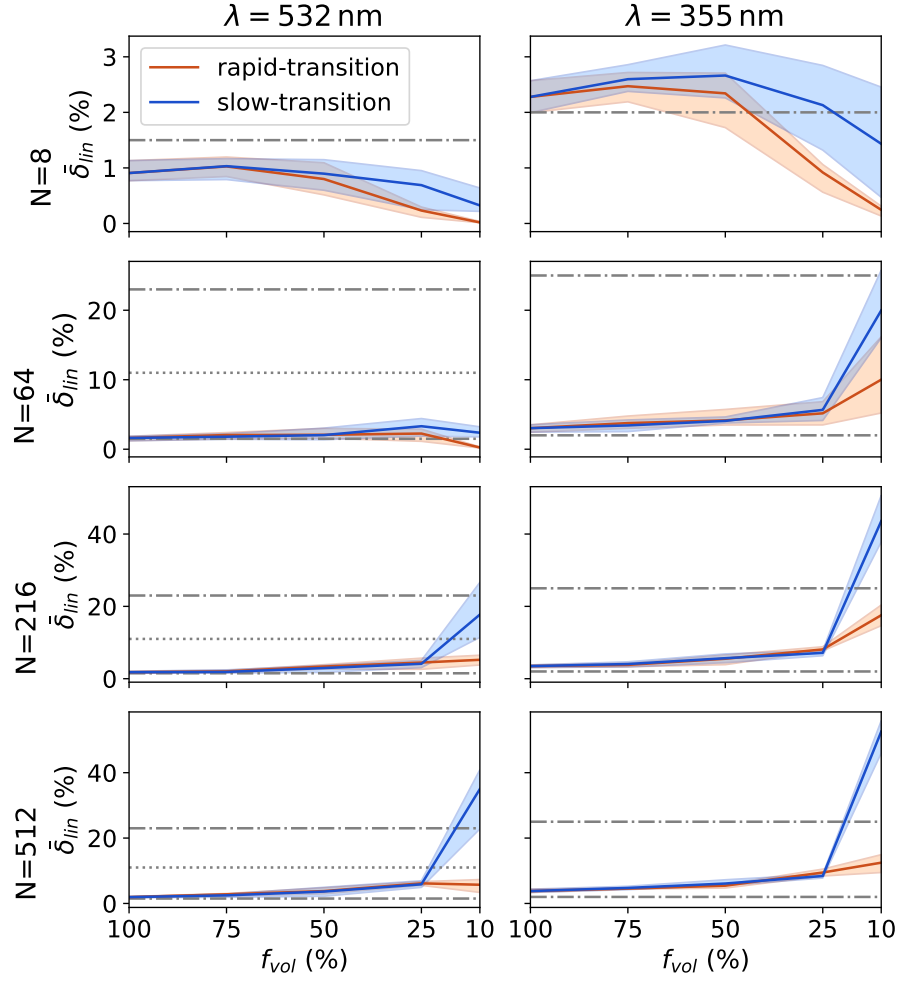 λ = 532 nm
λ = 355 nm
rapid-transition
slow-transition
N=8
δ̄lin (%)
3
2
1
0
N=64
δ̄lin (%)
20
10
0
N=216
δ̄lin (%)
40
20
0
N=512
δ̄lin (%)
40
20
0
100 75 50 25 10
100 75 50 25 10
fvol (%)
fvol (%)